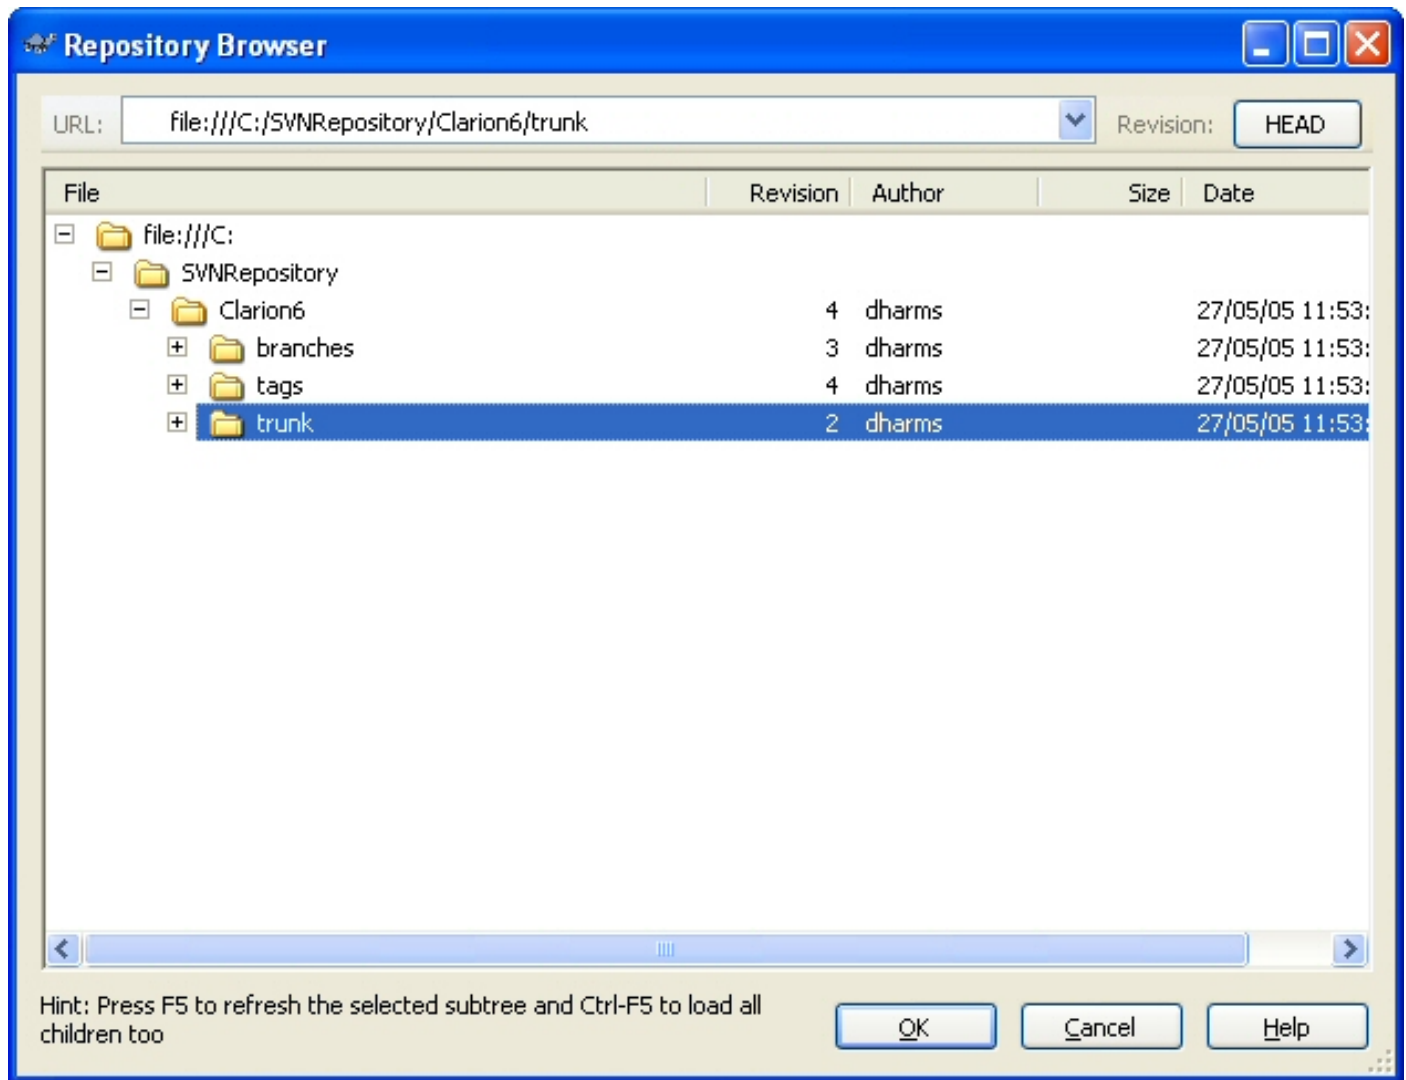 Repository Browser
URL: file:///C:/SVNRepository/Clarion6/trunk Revision: HEAD
File Revision Author Size Date
file:///C:
SVNRepository
Clarion6 4 dharms 27/05/05 11:53:
branches 3 dharms 27/05/05 11:53:
tags 4 dharms 27/05/05 11:53:
trunk 2 dharms 27/05/05 11:53:
Hint: Press F5 to refresh the selected subtree and Ctrl-F5 to load all
children too
OK Cancel Help